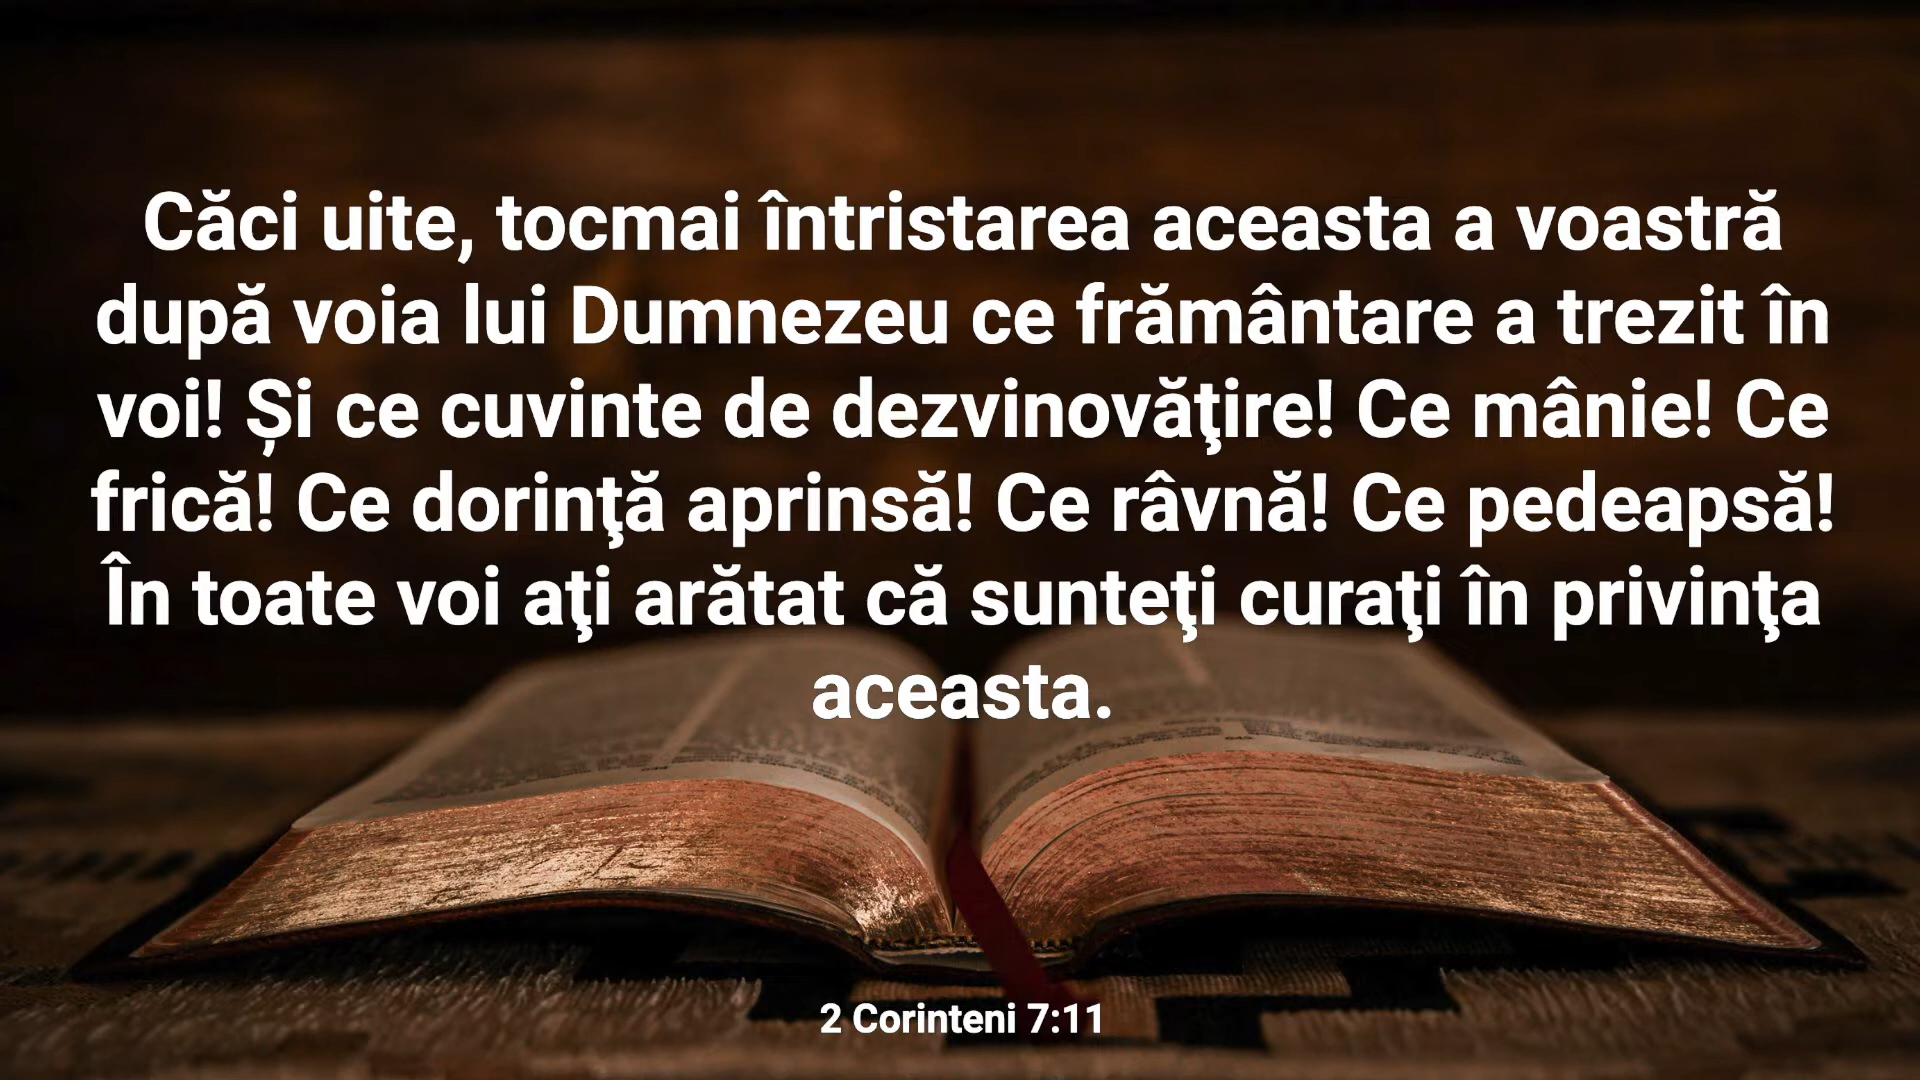 Căci uite, tocmai întristarea aceasta a voastră
după voia lui Dumnezeu ce frământare a trezit în
voi! Și ce cuvinte de dezvinovăţire! Ce mânie! Ce
frică! Ce dorinţă aprinsă! Ce râvnă! Ce pedeapsă!
În toate voi aţi arătat că sunteţi curaţi în privinţa
aceasta.
2 Corinteni 7:11